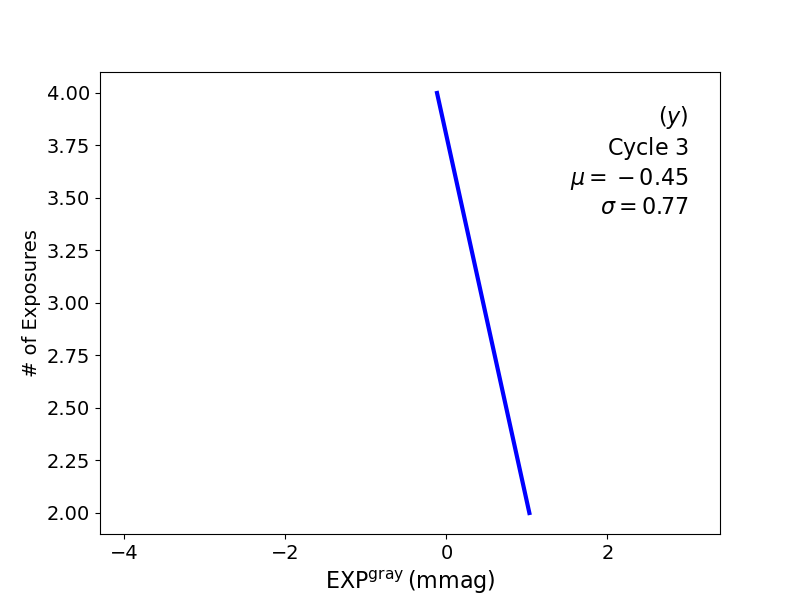 4.00
3.75
3.50
3.25
3.00
2.75
2.50
2.25
2.00
# of Exposures
(y)
Cycle 3
μ = −0.45
σ = 0.77
−4 −2 0 2
EXP^gray (mmag)